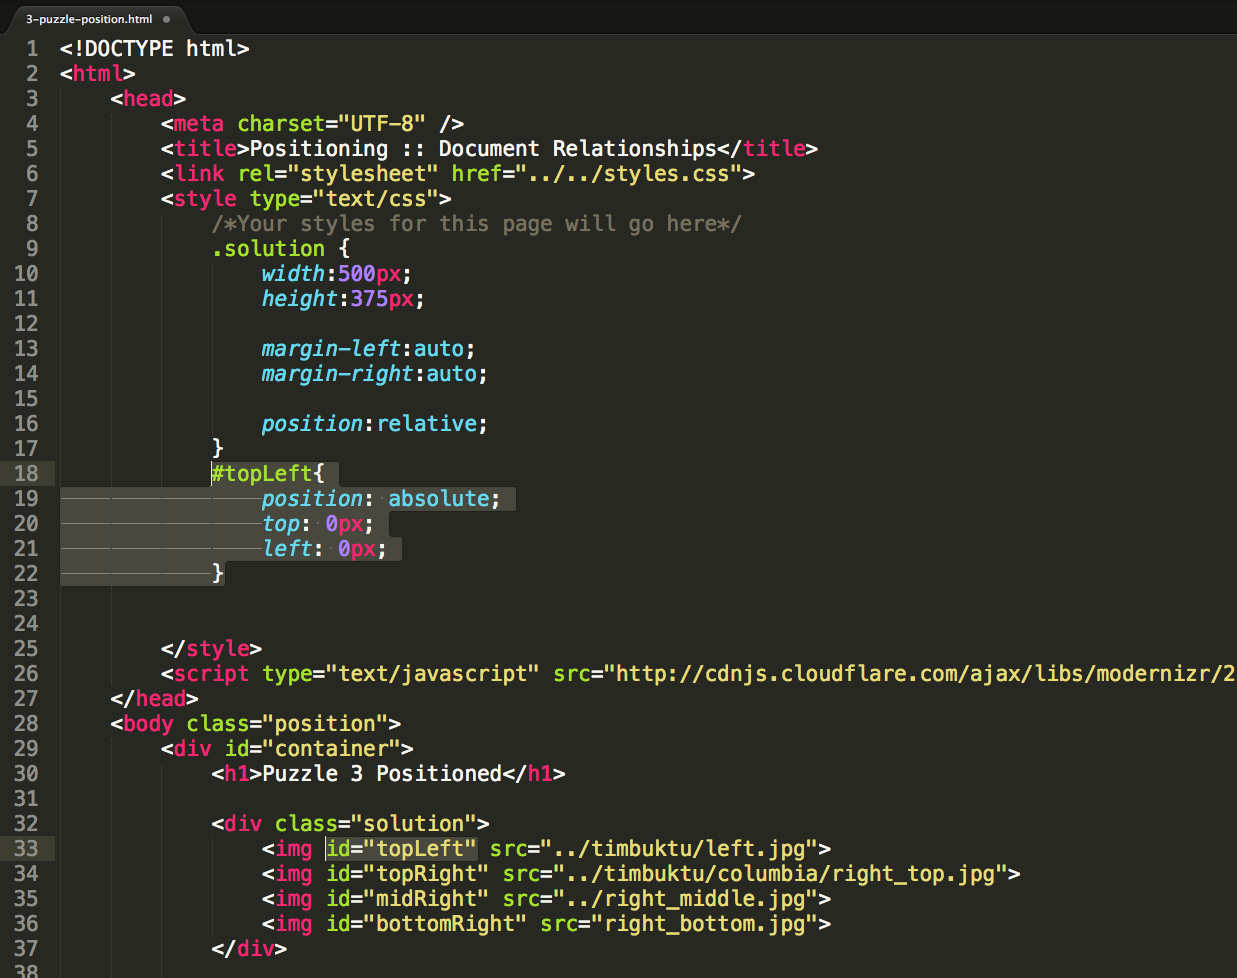 3-puzzle-position.html
1 <!DOCTYPE html>
2 <html>
3 <head>
4 <meta charset="UTF-8" />
5 <title>Positioning :: Document Relationships</title>
6 <link rel="stylesheet" href="../../styles.css">
7 <style type="text/css">
8 /*Your styles for this page will go here*/
9 .solution {
10 width:500px;
11 height:375px;
12
13 margin-left:auto;
14 margin-right:auto;
15
16 position:relative;
17 }
18 #topLeft{
19 position: absolute;
20 top: 0px;
21 left: 0px;
22 }
23
24
25 </style>
26 <script type="text/javascript" src="http://cdnjs.cloudflare.com/ajax/libs/modernizr/2
27 </head>
28 <body class="position">
29 <div id="container">
30 <h1>Puzzle 3 Positioned</h1>
31
32 <div class="solution">
33 <img id="topLeft" src="../timbuktu/left.jpg">
34 <img id="topRight" src="../timbuktu/columbia/right_top.jpg">
35 <img id="midRight" src="../right_middle.jpg">
36 <img id="bottomRight" src="right_bottom.jpg">
37 </div>
38